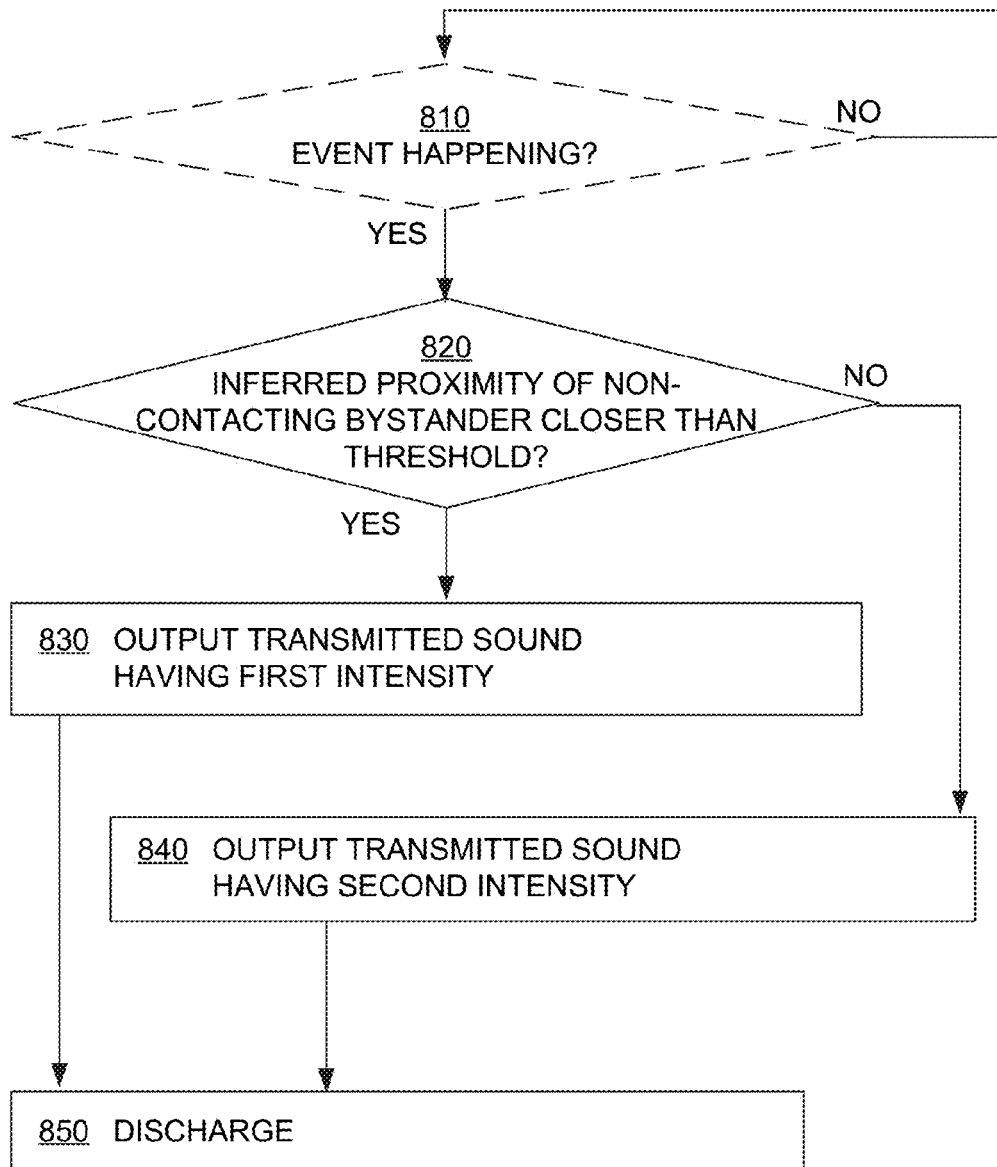 810
EVENT HAPPENING?
NO
YES
820
INFERRED PROXIMITY OF NON-
CONTACTING BYSTANDER CLOSER THAN
THRESHOLD?
NO
YES
830 OUTPUT TRANSMITTED SOUND
HAVING FIRST INTENSITY
840 OUTPUT TRANSMITTED SOUND
HAVING SECOND INTENSITY
850 DISCHARGE